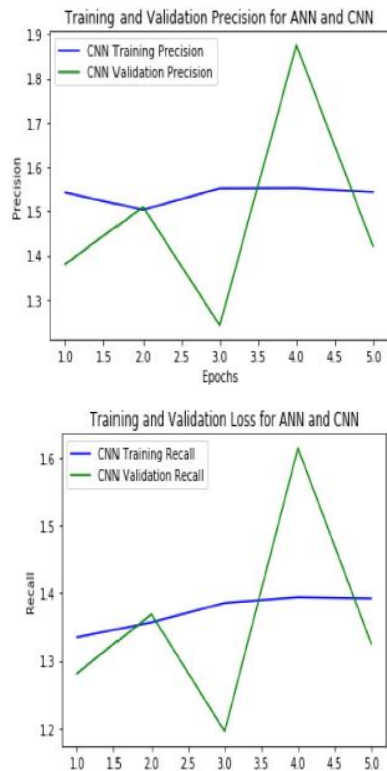 Training and Validation Precision for ANN and CNN
CNN Training Precision
CNN Validation Precision
1.9
1.8
1.7
1.6
1.5
1.4
1.3
Precision
1.0 1.5 2.0 2.5 3.0 3.5 4.0 4.5 5.0
Epochs
Training and Validation Loss for ANN and CNN
CNN Training Recall
CNN Validation Recall
1.6
1.5
1.4
1.3
1.2
Recall
1.0 1.5 2.0 2.5 3.0 3.5 4.0 4.5 5.0